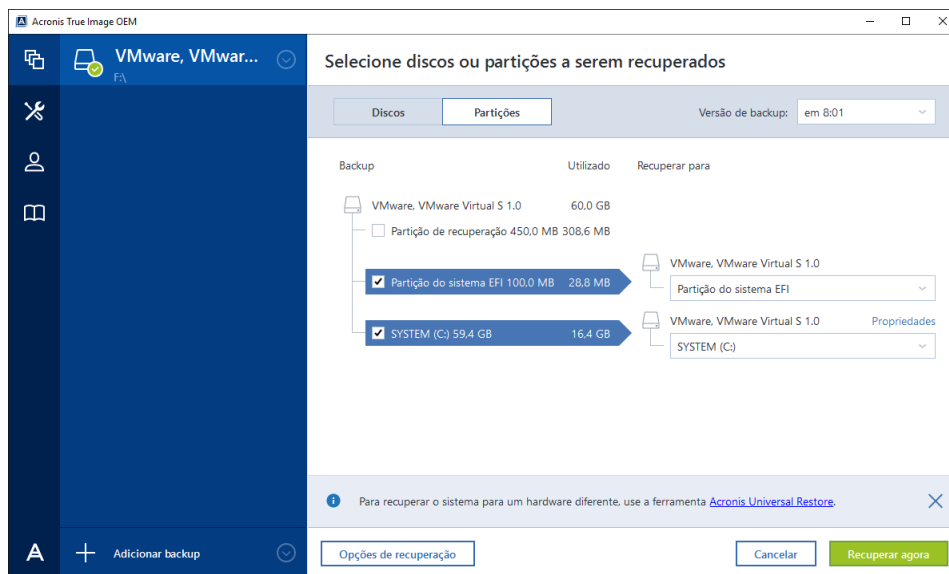 Acronis True Image OEM
VMware, VMwar...
F:\
Selecione discos ou partições a serem recuperados
Discos
Partições
Versão de backup:
em 8:01
Backup
Utilizado
Recuperar para
VMware, VMware Virtual S 1.0
60,0 GB
Partição de recuperação 450,0 MB 308,6 MB
VMware, VMware Virtual S 1.0
Partição do sistema EFI 100,0 MB
28,8 MB
Partição do sistema EFI
VMware, VMware Virtual S 1.0
Propriedades
SYSTEM (C:) 59,4 GB
16,4 GB
SYSTEM (C:)
Para recuperar o sistema para um hardware diferente, use a ferramenta Acronis Universal Restore.
A
Adicionar backup
Opções de recuperação
Cancelar
Recuperar agora